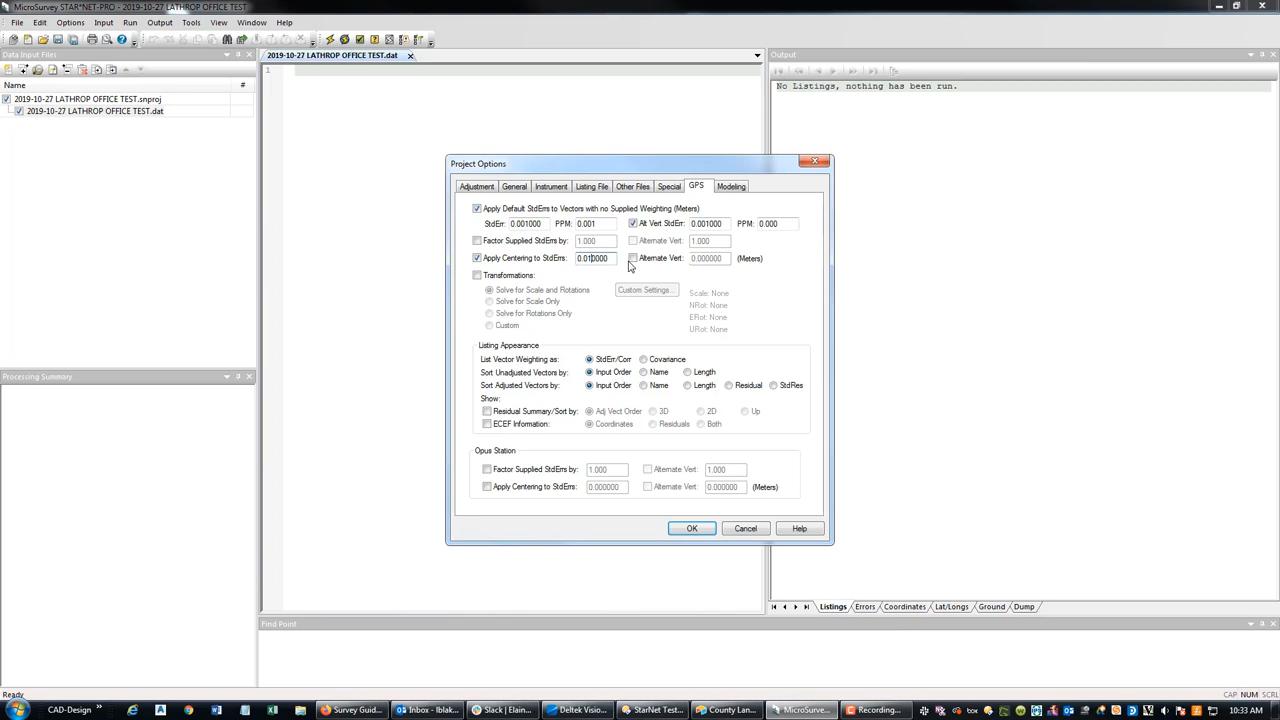 MicroSurvey STAR*NET-PRO - 2019-10-27 LATHROP OFFICE TEST
File Edit Options Input Run Output Tools View Window Help
Data Input Files
2019-10-27 LATHROP OFFICE TEST.dat
Output
Name #
2019-10-27 LATHROP OFFICE TEST.snproj
2019-10-27 LATHROP OFFICE TEST.dat
1
No Listings, nothing has been run.
Project Options
Adjustment General Instrument Listing File Other Files Special GPS Modeling
Apply Default StdErrs to Vectors with no Supplied Weighting (Meters)
StdErr: 0.001000 PPM: 0.001 Alt Vert StdErr: 0.001000 PPM: 0.000
Factor Supplied StdErrs by: 1.000 Alternate Vert: 1.000
Apply Centering to StdErrs: 0.010000 Alternate Vert: 0.000000 (Meters)
Transformations:
Solve for Scale and Rotations Custom Settings... Scale: None
Solve for Scale Only NRot: None
Solve for Rotations Only ERot: None
Custom URot: None
Listing Appearance
List Vector Weighting as: StdErr/Corr Covariance
Sort Unadjusted Vectors by: Input Order Name Length
Sort Adjusted Vectors by: Input Order Name Length Residual StdRes
Show:
Residual Summary/Sort by: Adj Vect Order 3D 2D Up
ECEF Information: Coordinates Residuals Both
Opus Station
Factor Supplied StdErrs by: 1.000 Alternate Vert: 1.000
Apply Centering to StdErrs: 0.000000 Alternate Vert: 0.000000 (Meters)
OK Cancel Help
Processing Summary
Listings Errors Coordinates Lat/Longs Ground Dump
Find Point
Ready CAP NUM SCRL
CAD-Design Survey Guid... Inbox - lblak... Slack | Elain... Deltek Visio... StarNet Test... County Lan... MicroSurve... Recording... 10:33 AM